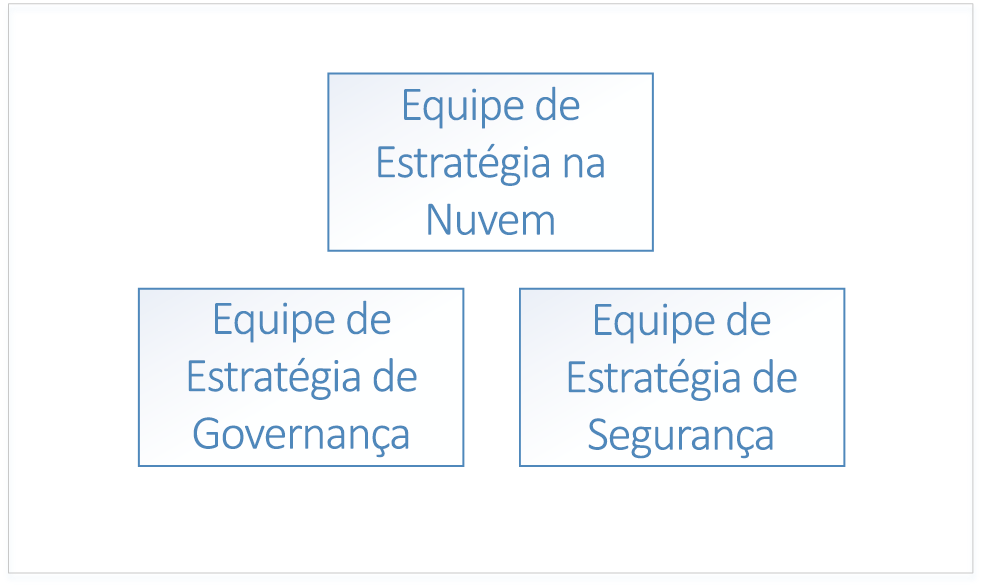 Equipe de
Estratégia na
Nuvem
Equipe de
Estratégia de
Governança
Equipe de
Estratégia de
Segurança